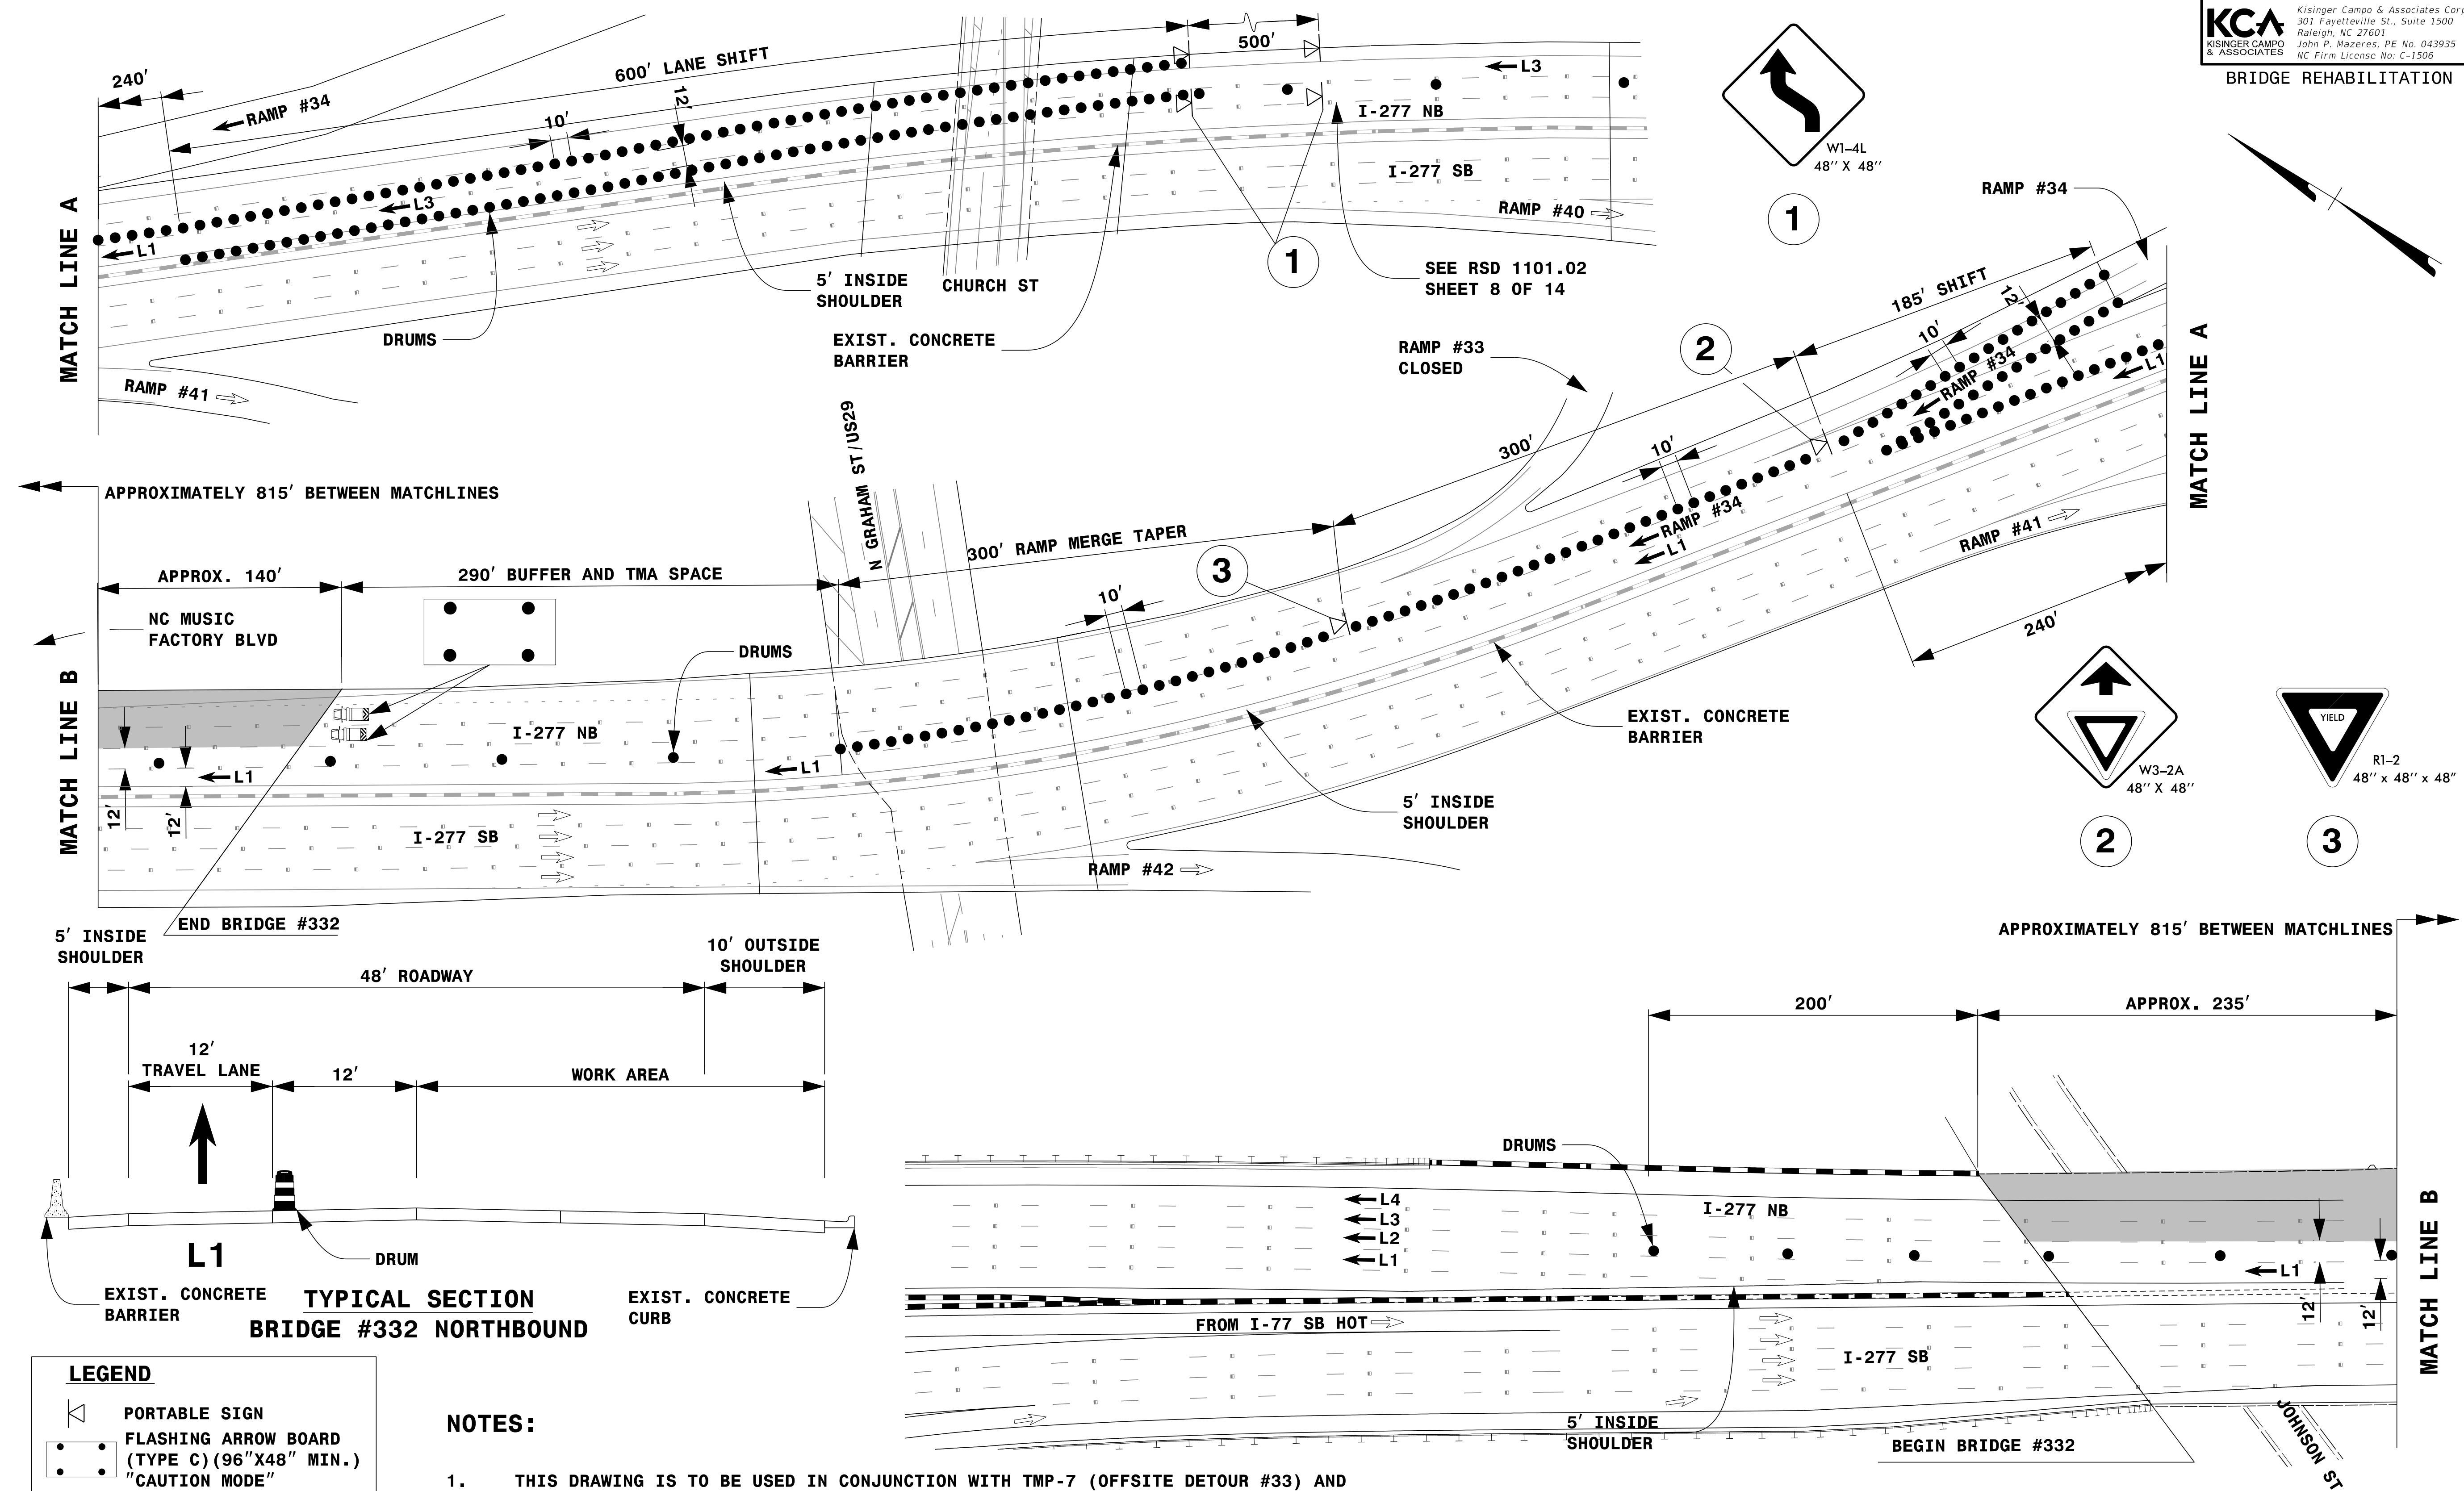 KCA
KISINGER CAMPO
& ASSOCIATES
Kisinger Campo & Associates Corp
301 Fayetteville St., Suite 1500
Raleigh, NC 27601
John P. Mazeres, PE No. 043935
NC Firm License No: C-1506
BRIDGE REHABILITATION
240'
RAMP #34
600' LANE SHIFT
500'
12'
10'
L3
I-277 NB
I-277 SB
RAMP #40
L3
L1
MATCH LINE A
1
5' INSIDE
SHOULDER
CHURCH ST
SEE RSD 1101.02
SHEET 8 OF 14
DRUMS
EXIST. CONCRETE
BARRIER
RAMP #41
W1-4L
48'' X 48''
1
RAMP #34
185' SHIFT
12'
10'
RAMP #34
L1
MATCH LINE A
2
RAMP #33
CLOSED
300'
10'
RAMP #34
L1
RAMP #41
240'
N GRAHAM ST/US29
APPROXIMATELY 815' BETWEEN MATCHLINES
300' RAMP MERGE TAPER
3
10'
APPROX. 140'
290' BUFFER AND TMA SPACE
NC MUSIC
FACTORY BLVD
DRUMS
MATCH LINE B
I-277 NB
L1
L1
12'
12'
I-277 SB
EXIST. CONCRETE
BARRIER
5' INSIDE
SHOULDER
RAMP #42
END BRIDGE #332
W3-2A
48'' X 48''
2
YIELD
R1-2
48'' x 48'' x 48''
3
5' INSIDE
SHOULDER
48' ROADWAY
10' OUTSIDE
SHOULDER
12'
TRAVEL LANE
12'
WORK AREA
L1
DRUM
EXIST. CONCRETE
BARRIER
EXIST. CONCRETE
CURB
TYPICAL SECTION
BRIDGE #332 NORTHBOUND
APPROXIMATELY 815' BETWEEN MATCHLINES
200'
APPROX. 235'
DRUMS
L4
L3
L2
L1
I-277 NB
L1
12'
12'
MATCH LINE B
FROM I-77 SB HOT
I-277 SB
5' INSIDE
SHOULDER
BEGIN BRIDGE #332
JOHNSON ST
LEGEND
PORTABLE SIGN
FLASHING ARROW BOARD
(TYPE C)(96"X48" MIN.)
"CAUTION MODE"
NOTES:
1. THIS DRAWING IS TO BE USED IN CONJUNCTION WITH TMP-7 (OFFSITE DETOUR #33) AND